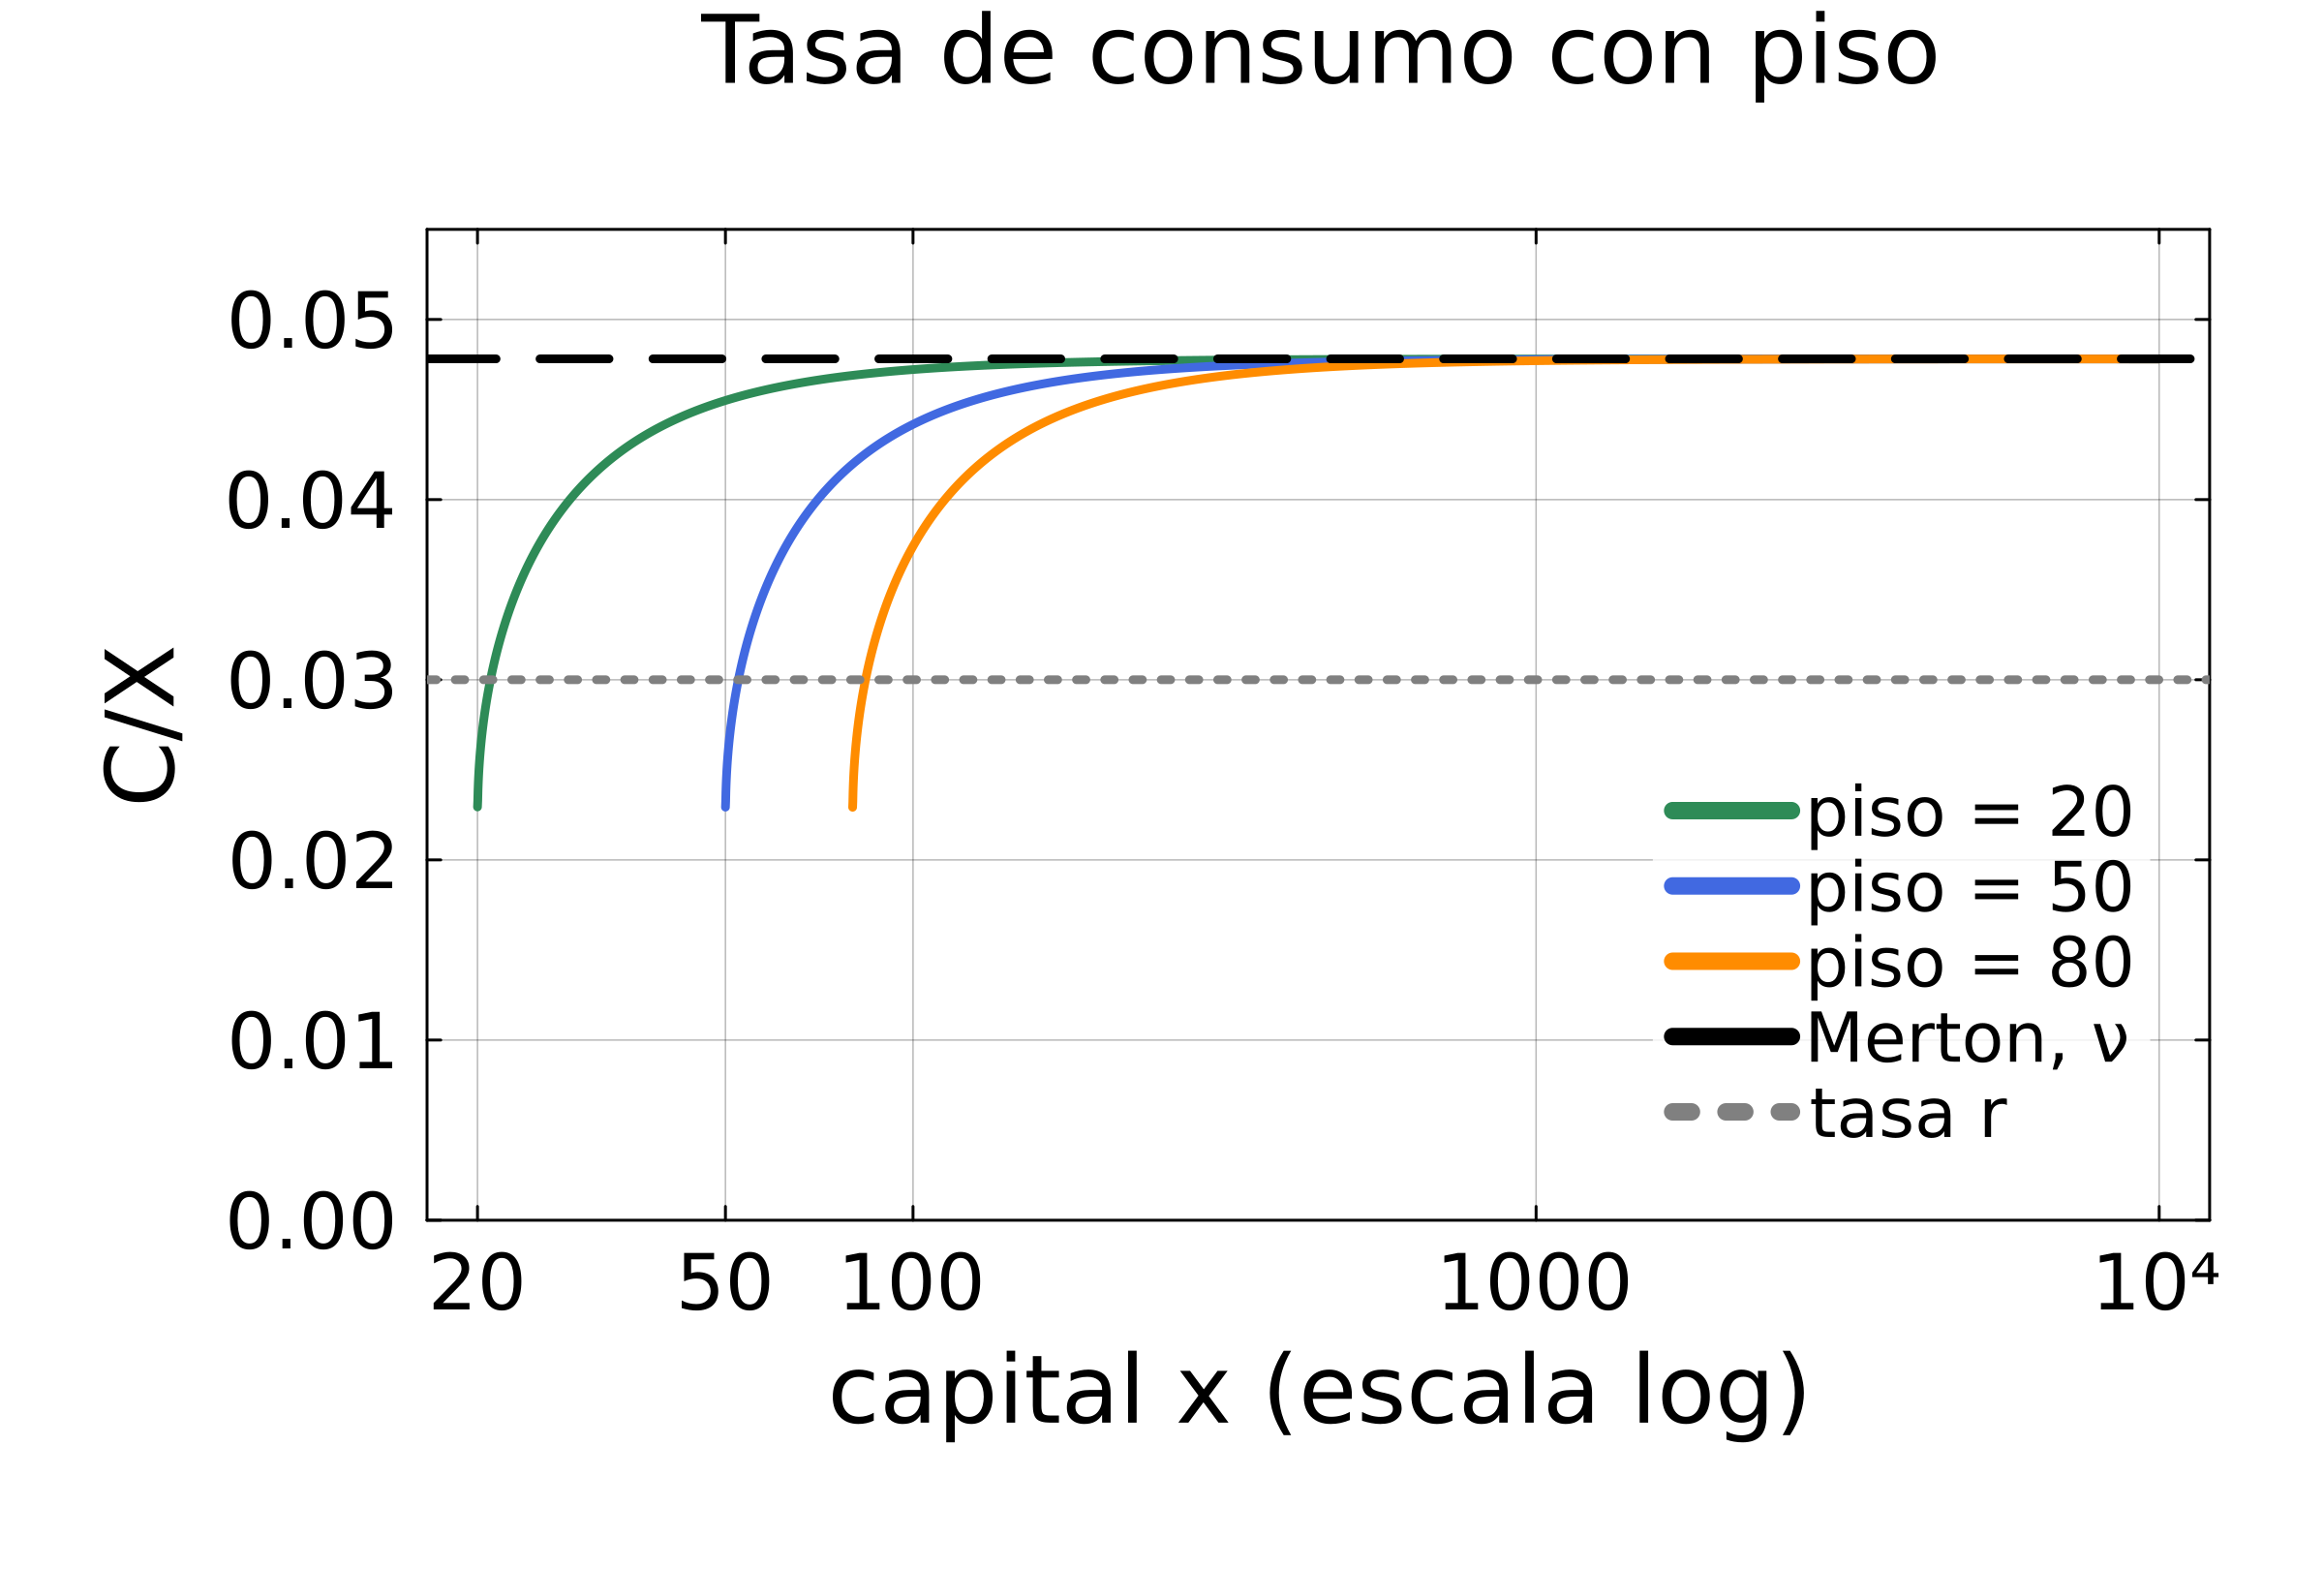 Tasa de consumo con piso
C/X
0.05
0.04
0.03
0.02
0.01
0.00
piso = 20
piso = 50
piso = 80
Merton, ν
tasa r
20 50 100 1000 10⁴
capital x (escala log)